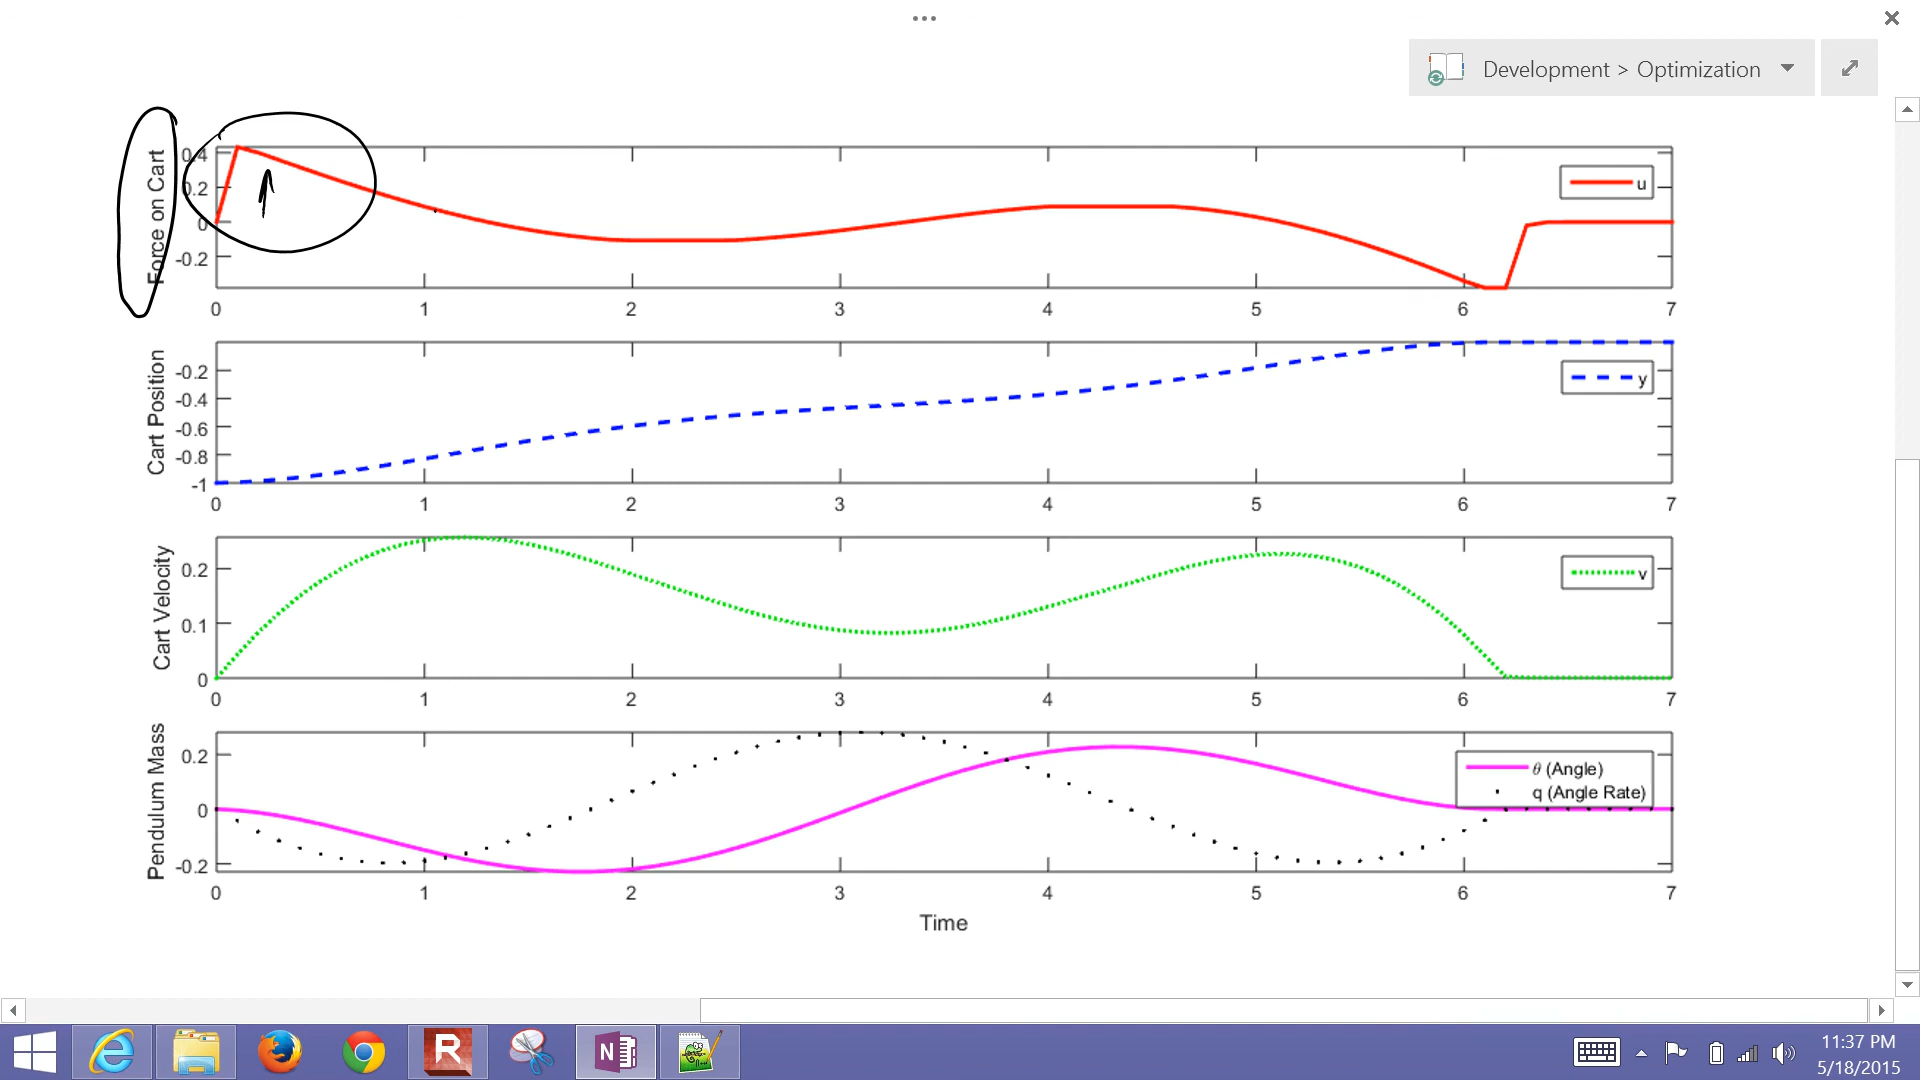 Development > Optimization
Force on Cart
0.4
0.2
0
-0.2
u
0 1 2 3 4 5 6 7
Cart Position
-0.2
-0.4
-0.6
-0.8
-1
y
0 1 2 3 4 5 6 7
Cart Velocity
0.2
0.1
0
v
0 1 2 3 4 5 6 7
Pendulum Mass
0.2
0
-0.2
θ (Angle)
q (Angle Rate)
0 1 2 3 4 5 6 7
Time
R
N
11:37 PM
5/18/2015